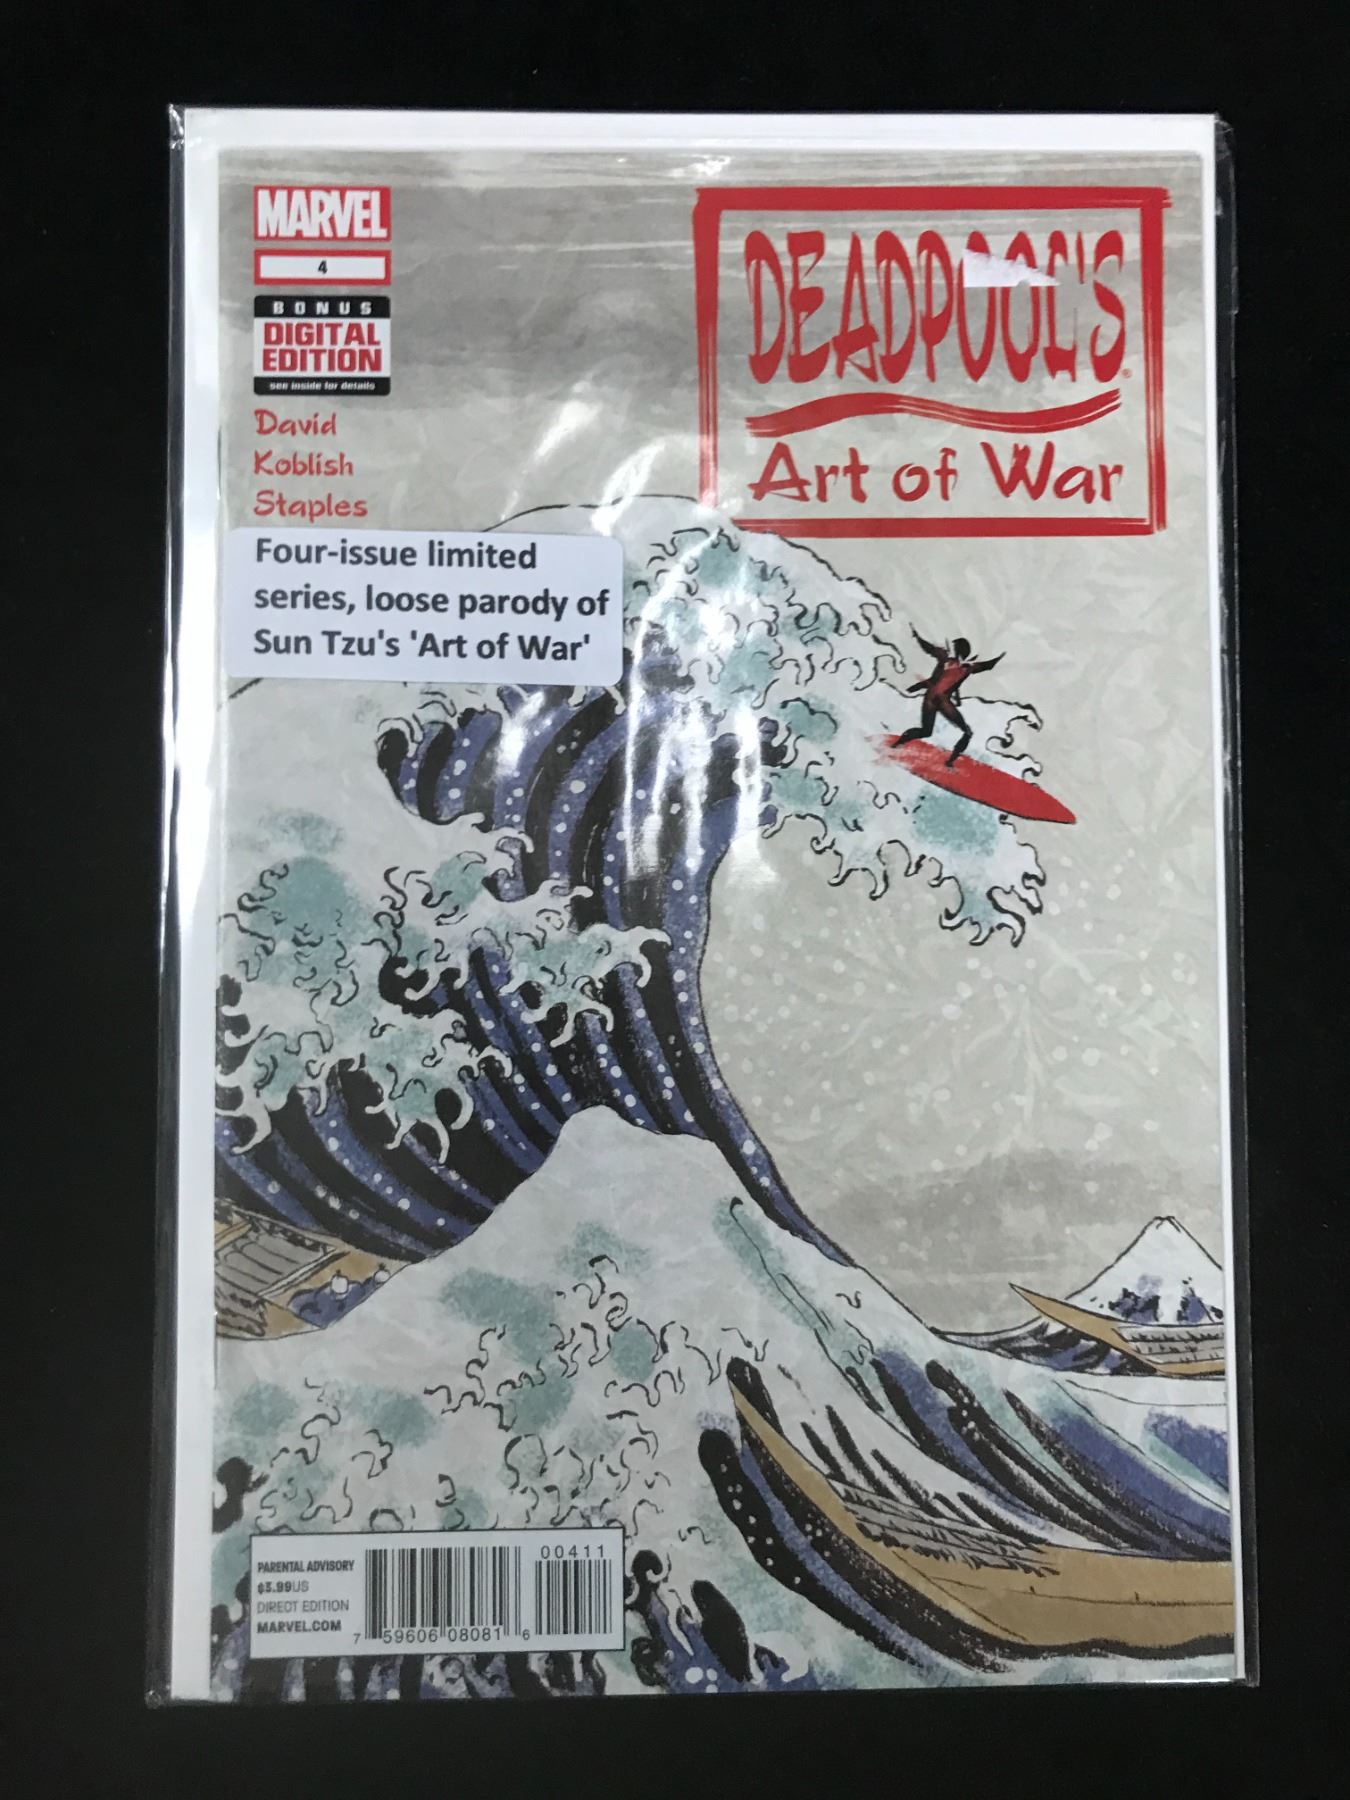 MARVEL
4
BONUS
DIGITAL
EDITION
see inside for details
David
Koblish
Staples
DEADPOOL'S®
Art of War
Four-issue limited
series, loose parody of
Sun Tzu's 'Art of War'
PARENTAL ADVISORY
$3.99US
DIRECT EDITION
MARVEL.COM
00411
7 59606 08081 6